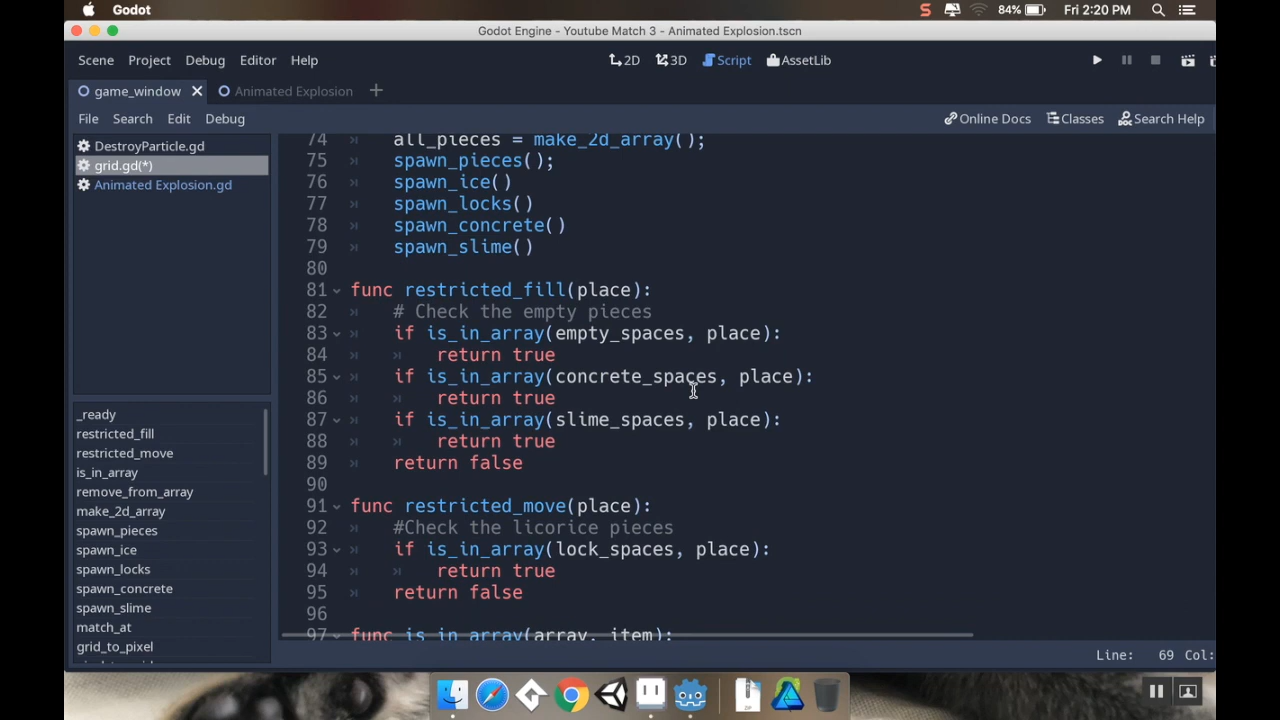 Godot
84%
Fri 2:20 PM
Godot Engine - Youtube Match 3 - Animated Explosion.tscn
Scene Project Debug Editor Help
2D 3D Script AssetLib
game_window Animated Explosion
File Search Edit Debug
Online Docs Classes Search Help
DestroyParticle.gd
grid.gd(*)
Animated Explosion.gd
_ready
restricted_fill
restricted_move
is_in_array
remove_from_array
make_2d_array
spawn_pieces
spawn_ice
spawn_locks
spawn_concrete
spawn_slime
match_at
grid_to_pixel
74 all_pieces = make_2d_array();
75 spawn_pieces();
76 spawn_ice()
77 spawn_locks()
78 spawn_concrete()
79 spawn_slime()
80
81 func restricted_fill(place):
82 # Check the empty pieces
83 if is_in_array(empty_spaces, place):
84 return true
85 if is_in_array(concrete_spaces, place):
86 return true
87 if is_in_array(slime_spaces, place):
88 return true
89 return false
90
91 func restricted_move(place):
92 #Check the licorice pieces
93 if is_in_array(lock_spaces, place):
94 return true
95 return false
96
97 func is_in_array(array, item):
Line: 69 Col: